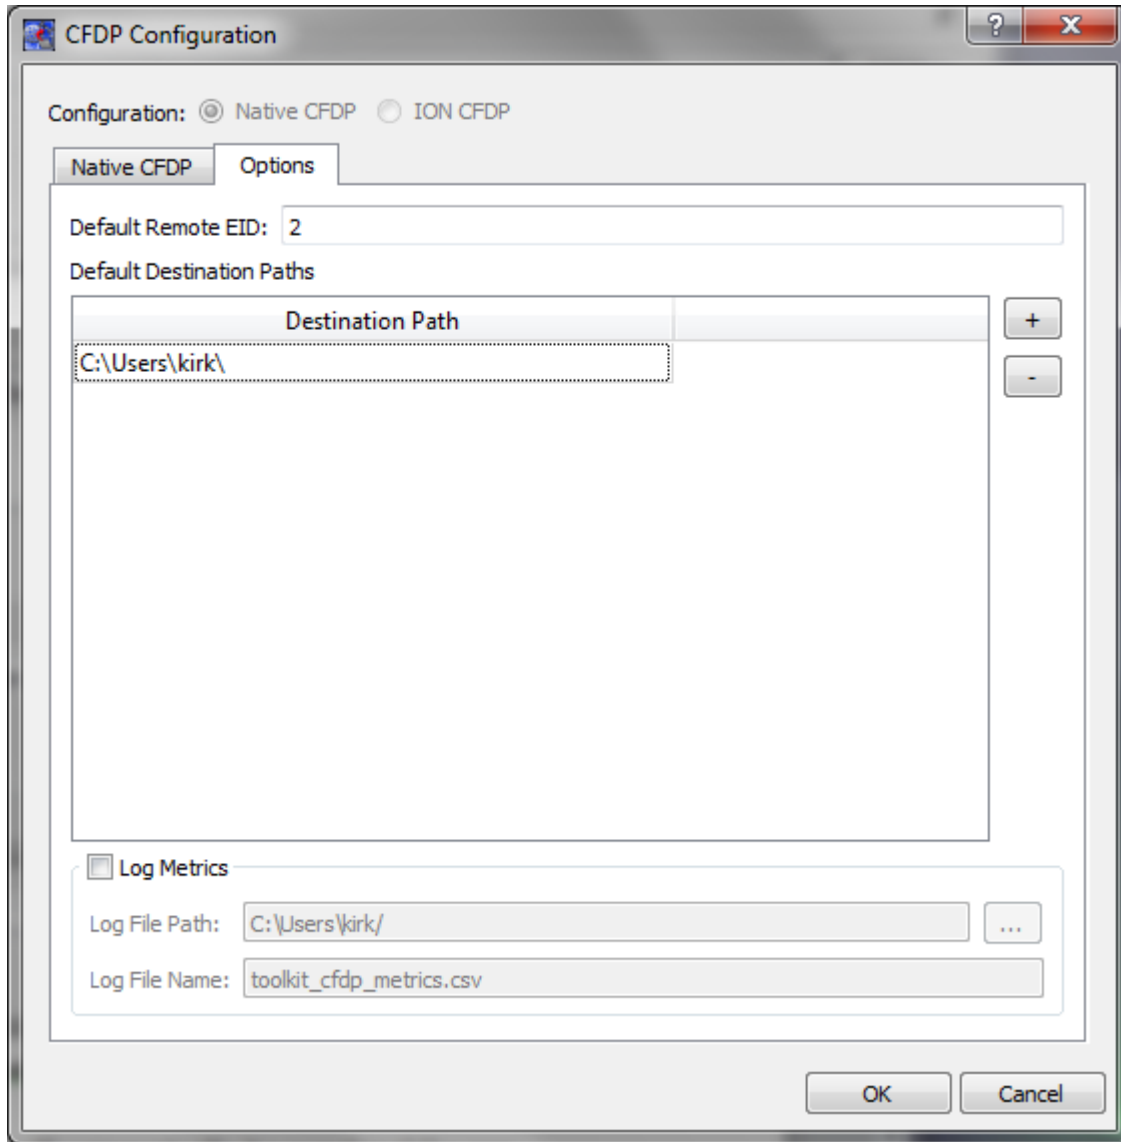 CFDP Configuration
? X
Configuration: Native CFDP ION CFDP
Native CFDP Options
Default Remote EID: 2
Default Destination Paths
Destination Path
+
C:\Users\kirk\
-
Log Metrics
Log File Path: C:\Users\kirk/ ...
Log File Name: toolkit_cfdp_metrics.csv
OK Cancel